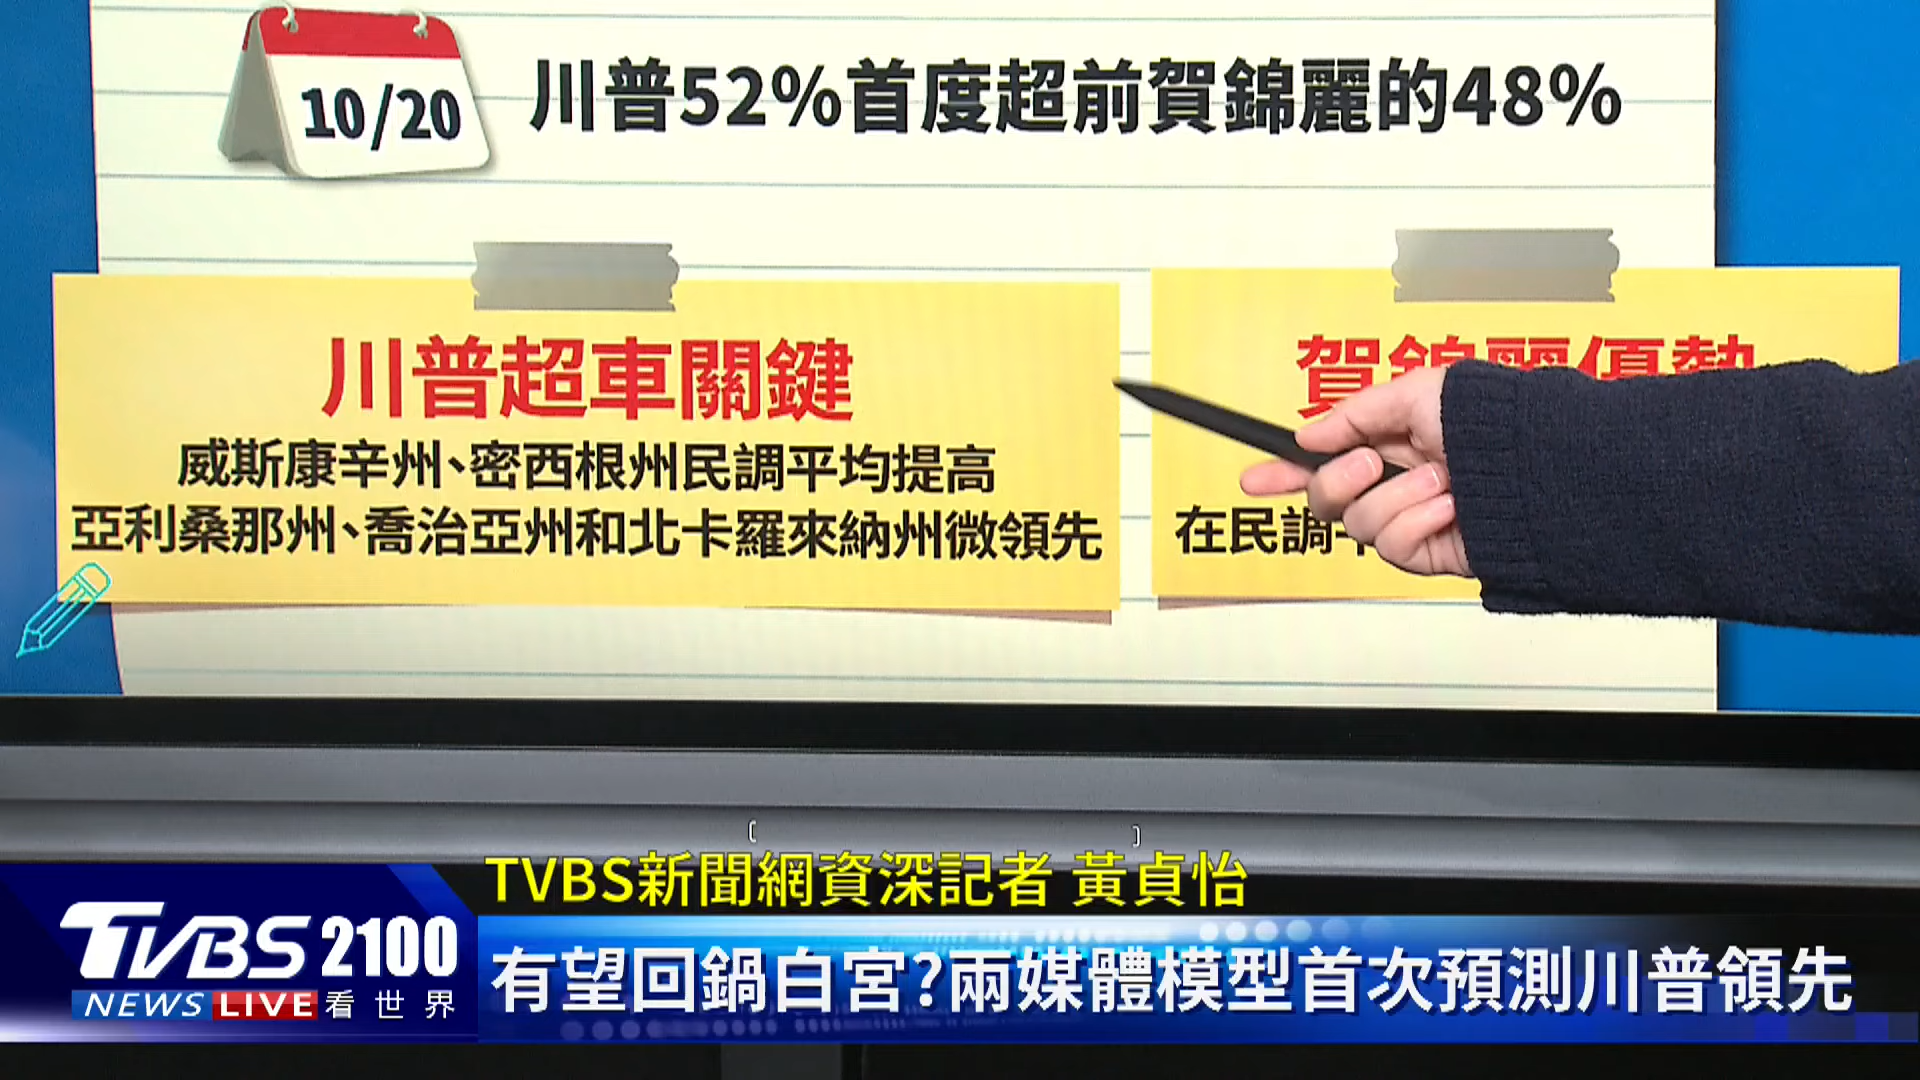 10/20
川普52%首度超前賀錦麗的48%
川普超車關鍵
威斯康辛州、密西根州民調平均提高
亞利桑那州、喬治亞州和北卡羅來納州微領先
賀錦麗優勢
在民調
TVBS新聞網資深記者 黃貞怡
TVBS 2100
NEWS LIVE 看世界
有望回鍋白宮?兩媒體模型首次預測川普領先